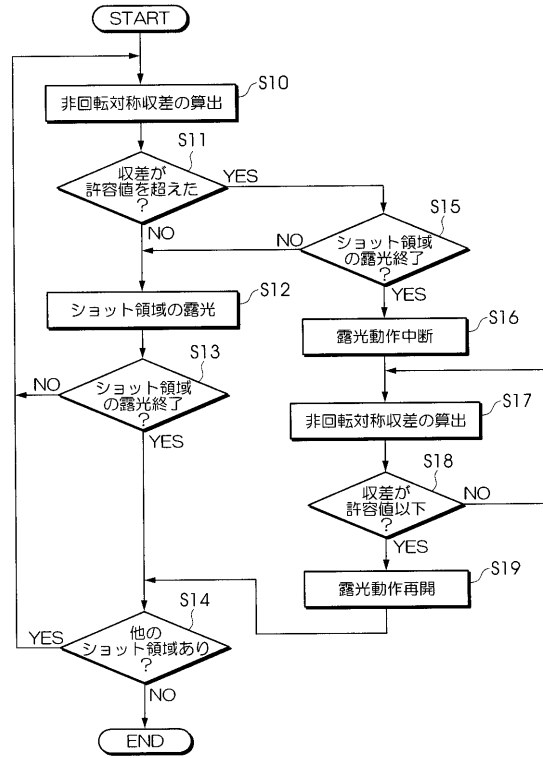 START
S10
非回転対称収差の算出
S11
収差が
許容値を超えた
?
YES
NO
S15
ショット領域
の露光終了
?
NO
YES
S12
ショット領域の露光
S16
露光動作中断
S13
ショット領域
の露光終了
?
NO
YES
S17
非回転対称収差の算出
S18
収差が
許容値以下
?
NO
YES
S19
露光動作再開
S14
他の
ショット領域あり
?
YES
NO
END